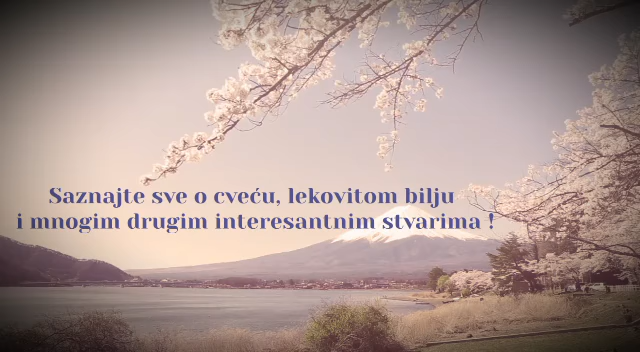 Saznajte sve o cveću, lekovitom bilju
i mnogim drugim interesantnim stvarima !